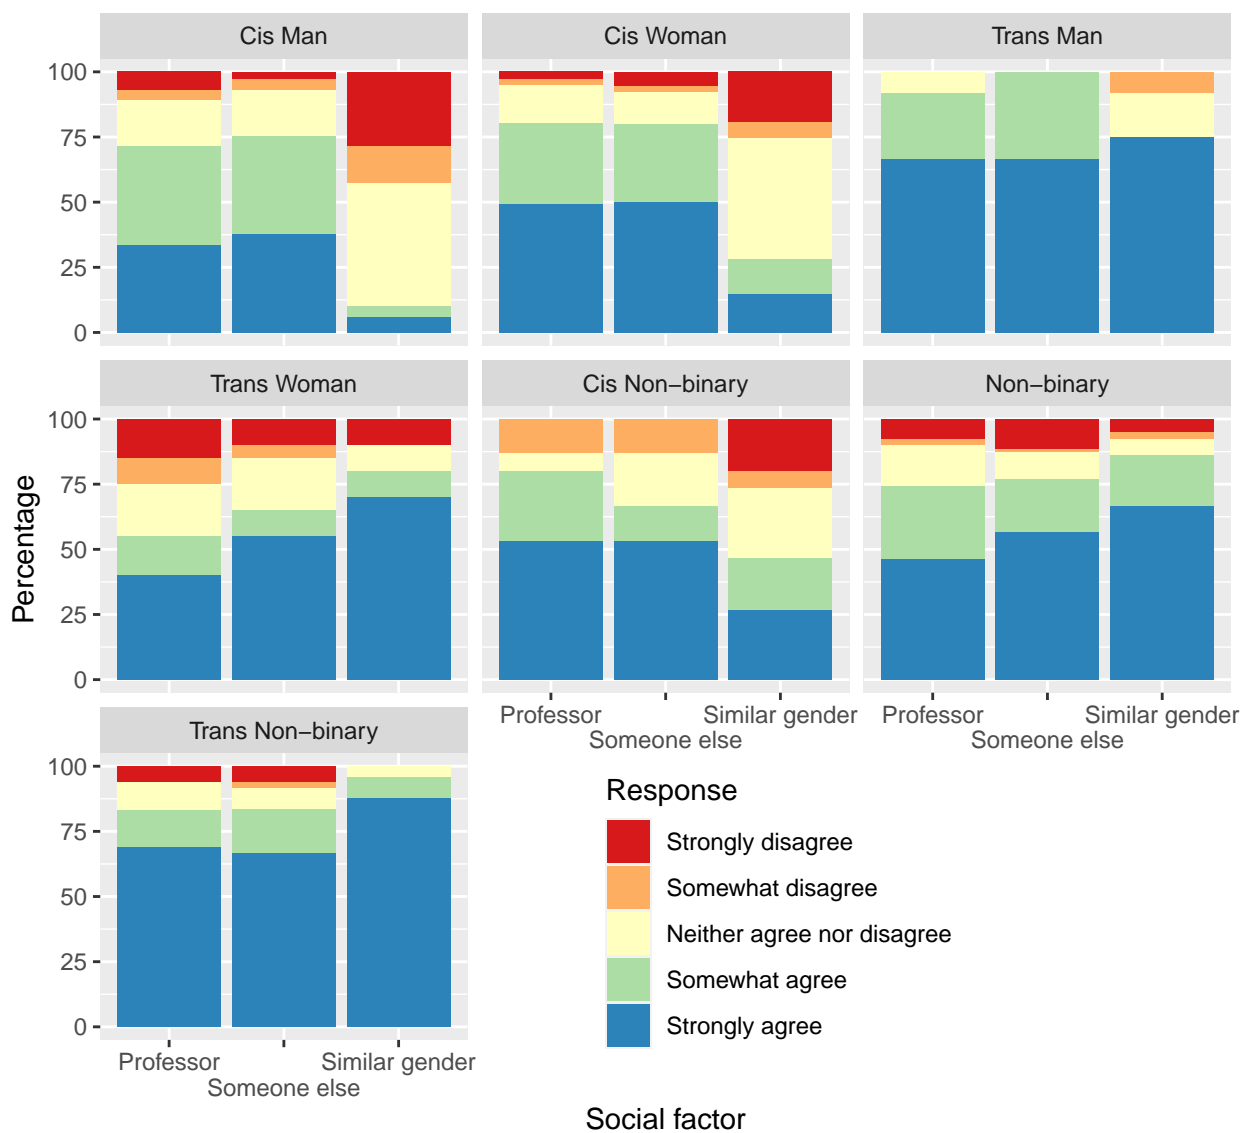 Cis Man
Cis Woman
Trans Man
100
75
50
25
0
Trans Woman
Cis Non−binary
Non−binary
100
75
50
25
0
Percentage
Professor
Someone else
Similar gender
Professor
Someone else
Similar gender
Trans Non−binary
100
75
50
25
0
Professor
Someone else
Similar gender
Response
Strongly disagree
Somewhat disagree
Neither agree nor disagree
Somewhat agree
Strongly agree
Social factor